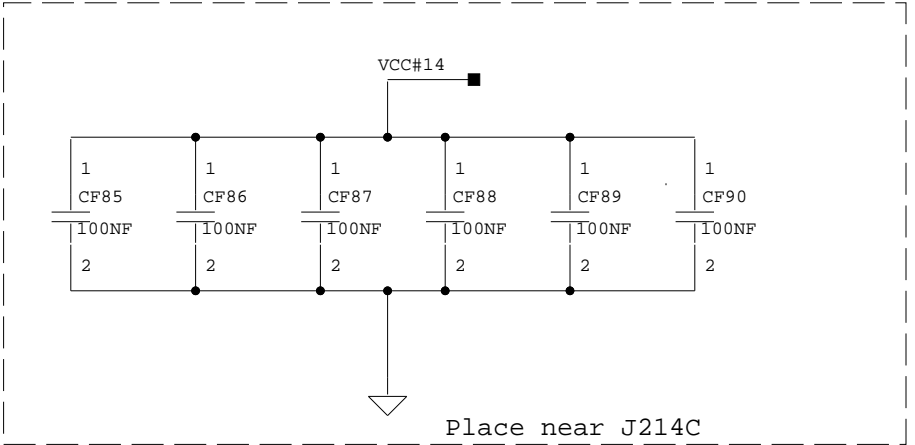 VCC#14
1 1 1 1 1 1
CF85 CF86 CF87 CF88 CF89 CF90
100NF 100NF 100NF 100NF 100NF 100NF
2 2 2 2 2 2
Place near J214C